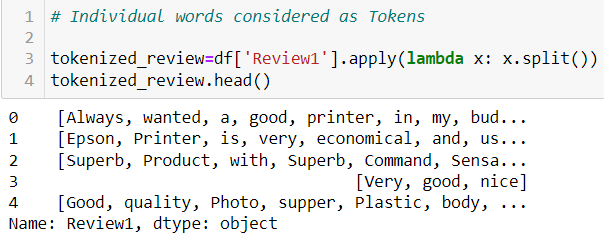 1 # Individual words considered as Tokens
2
3 tokenized_review=df['Review1'].apply(lambda x: x.split())
4 tokenized_review.head()
0 [Always, wanted, a, good, printer, in, my, bud...
1 [Epson, Printer, is, very, economical, and, us...
2 [Superb, Product, with, Superb, Command, Sensa...
3 [Very, good, nice]
4 [Good, quality, Photo, supper, Plastic, body, ...
Name: Review1, dtype: object